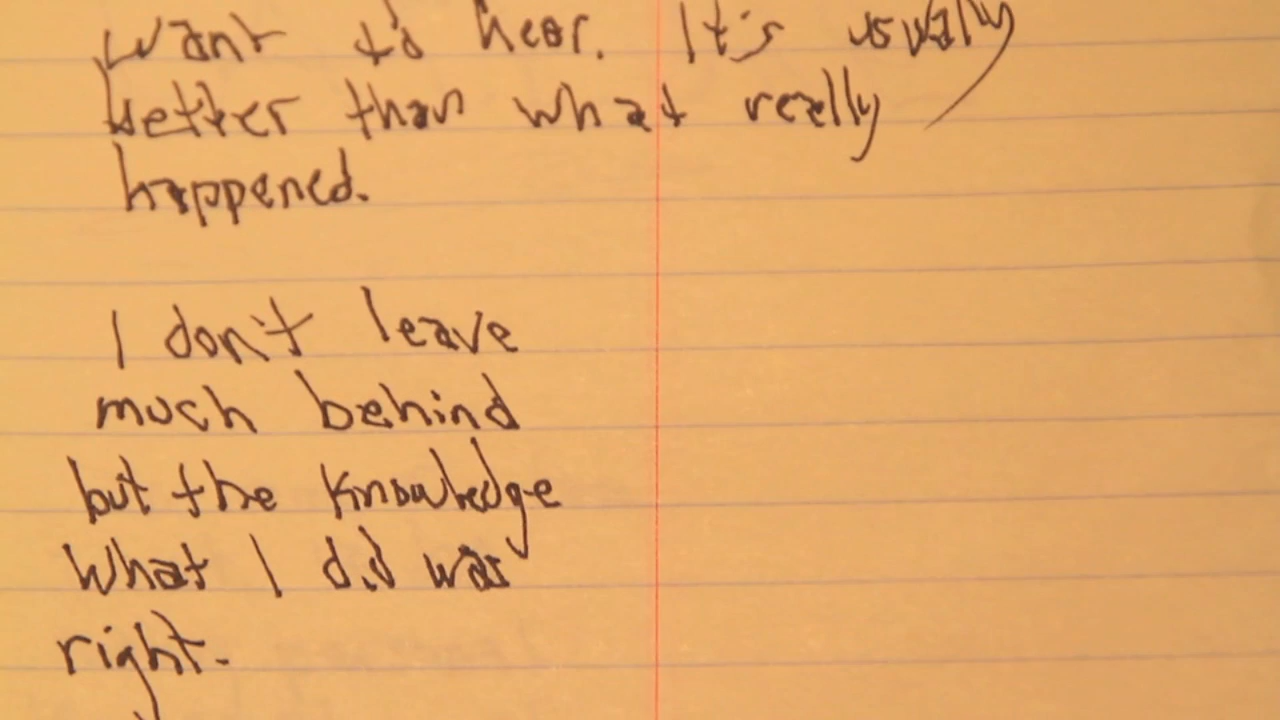 want to hear. It's usually
better than what really
happened.
I don't leave
much behind
but the knowledge
what I did was
right.